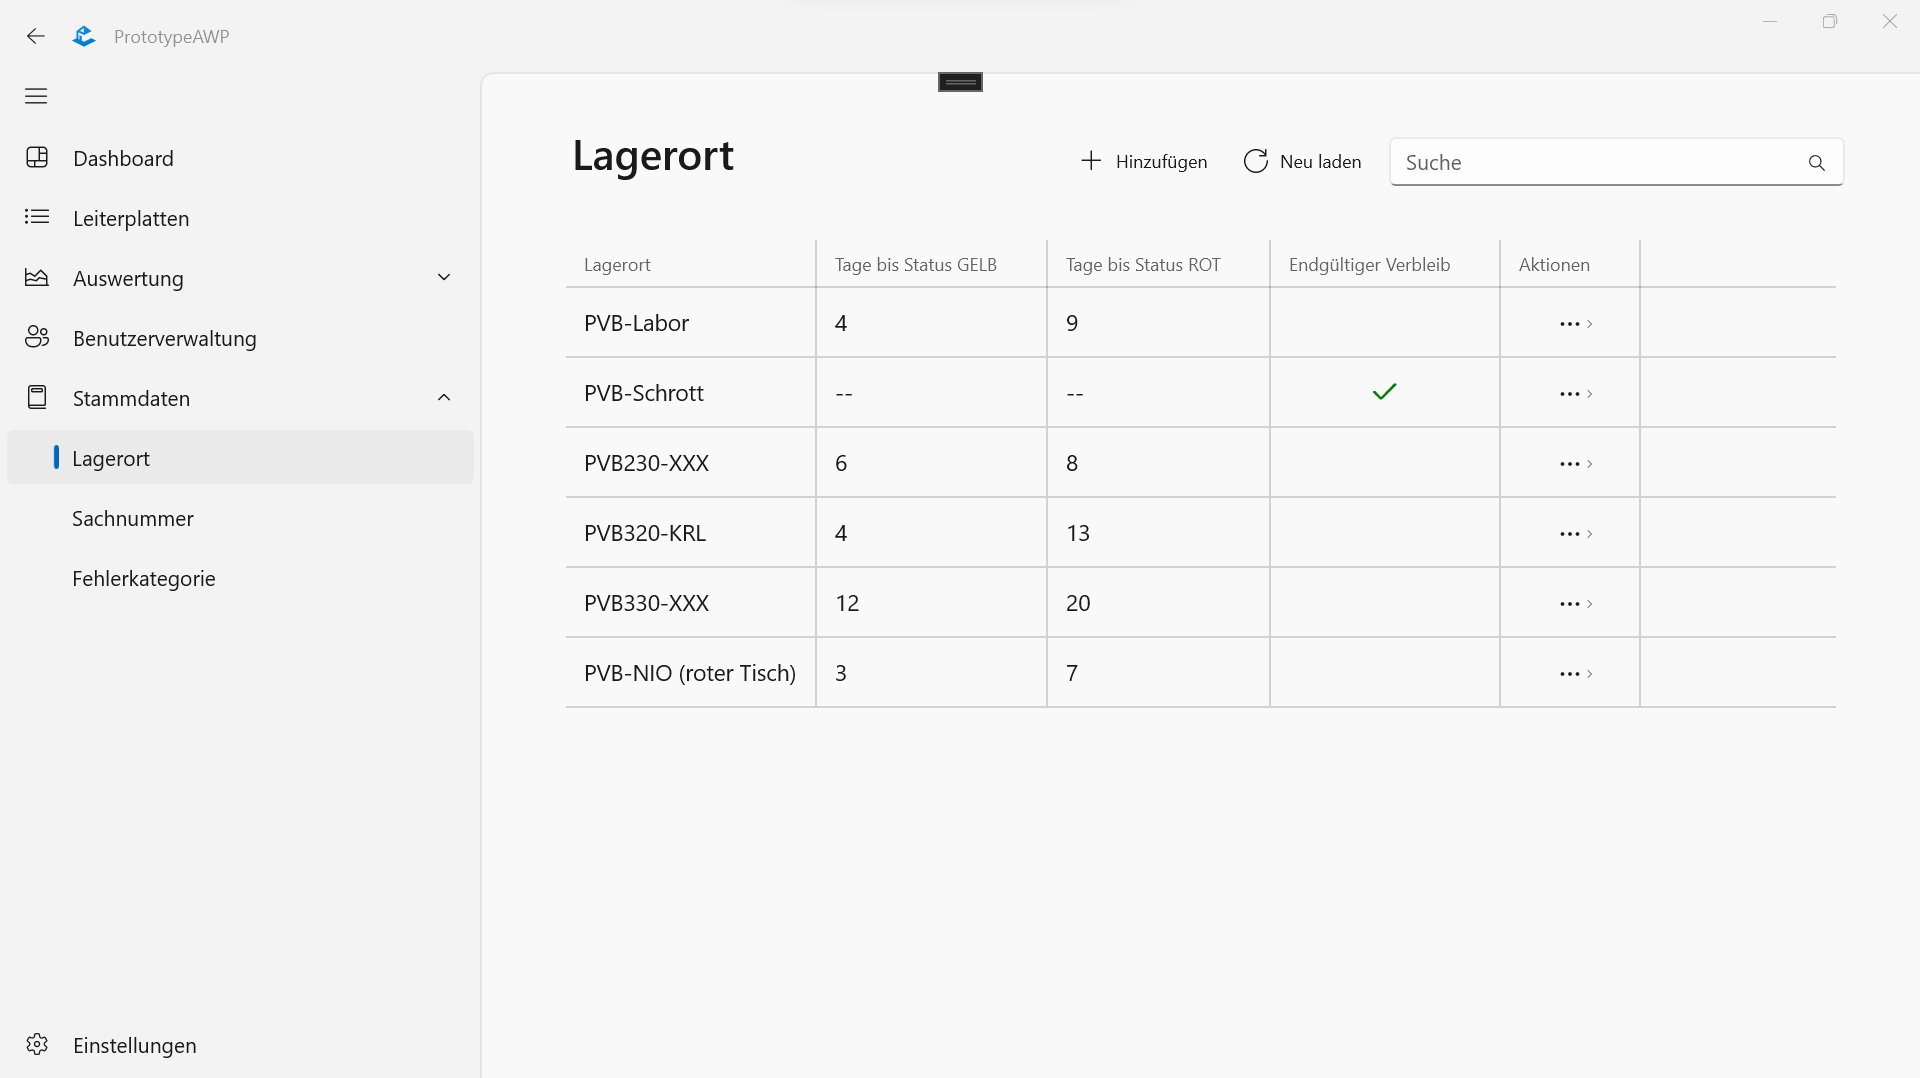 PrototypeAWP
Dashboard
Leiterplatten
Auswertung
Benutzerverwaltung
Stammdaten
Lagerort
Sachnummer
Fehlerkategorie
Einstellungen
Lagerort
Hinzufügen
Neu laden
Suche
Lagerort Tage bis Status GELB Tage bis Status ROT Endgültiger Verbleib Aktionen
PVB-Labor 4 9
PVB-Schrott -- --
PVB230-XXX 6 8
PVB320-KRL 4 13
PVB330-XXX 12 20
PVB-NIO (roter Tisch) 3 7